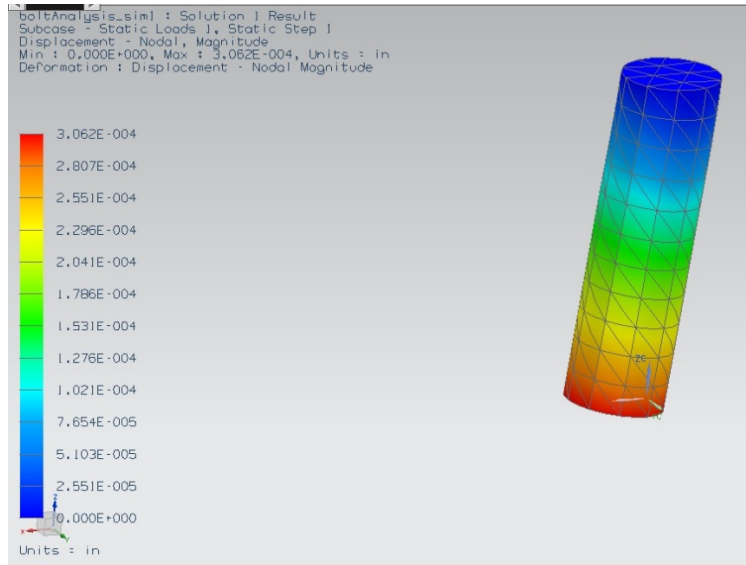 boltAnalysis_sim1 : Solution 1 Result
Subcase - Static Loads 1, Static Step 1
Displacement - Nodal, Magnitude
Min : 0.000E+000, Max : 3.062E-004, Units = in
Deformation : Displacement - Nodal Magnitude
3.062E-004
2.807E-004
2.551E-004
2.296E-004
2.041E-004
1.786E-004
1.531E-004
1.276E-004
1.021E-004
7.654E-005
5.103E-005
2.551E-005
0.000E+000
Units = in
ZC
YC
Z
X
Y